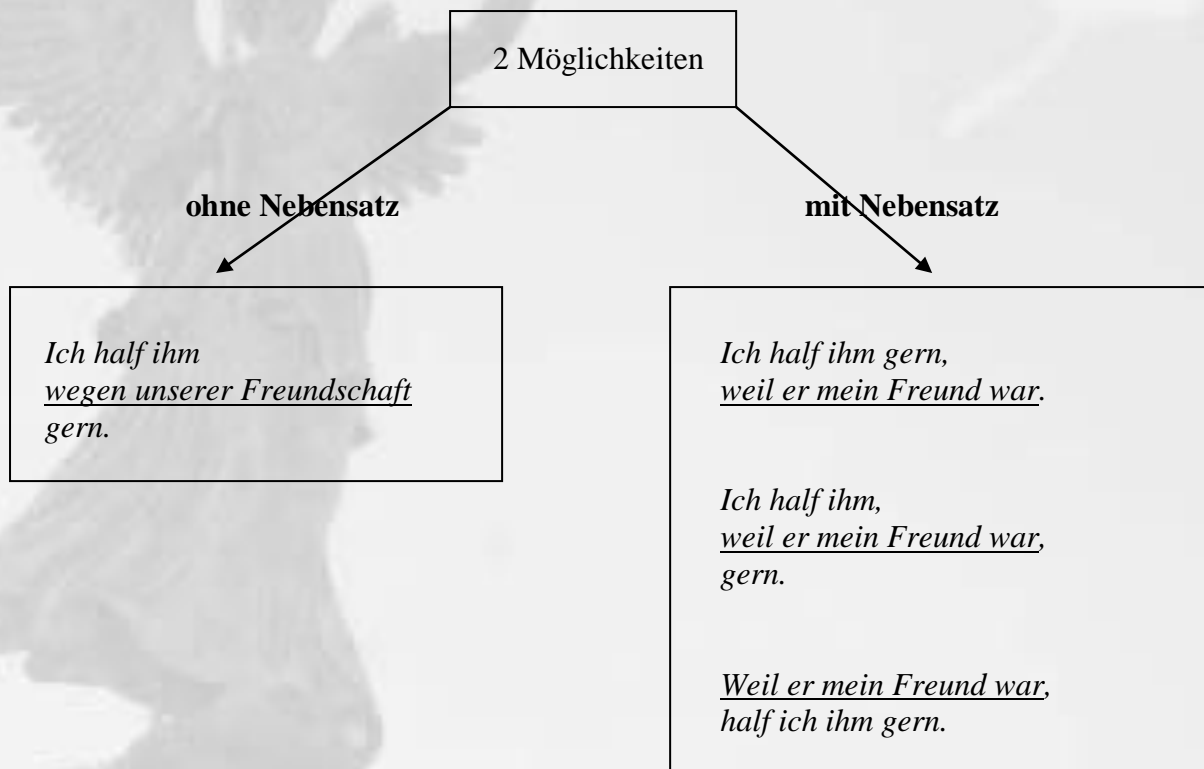 2 Möglichkeiten
ohne Nebensatz
mit Nebensatz
Ich half ihm
wegen unserer Freundschaft
gern.
Ich half ihm gern,
weil er mein Freund war.
Ich half ihm,
weil er mein Freund war,
gern.
Weil er mein Freund war,
half ich ihm gern.